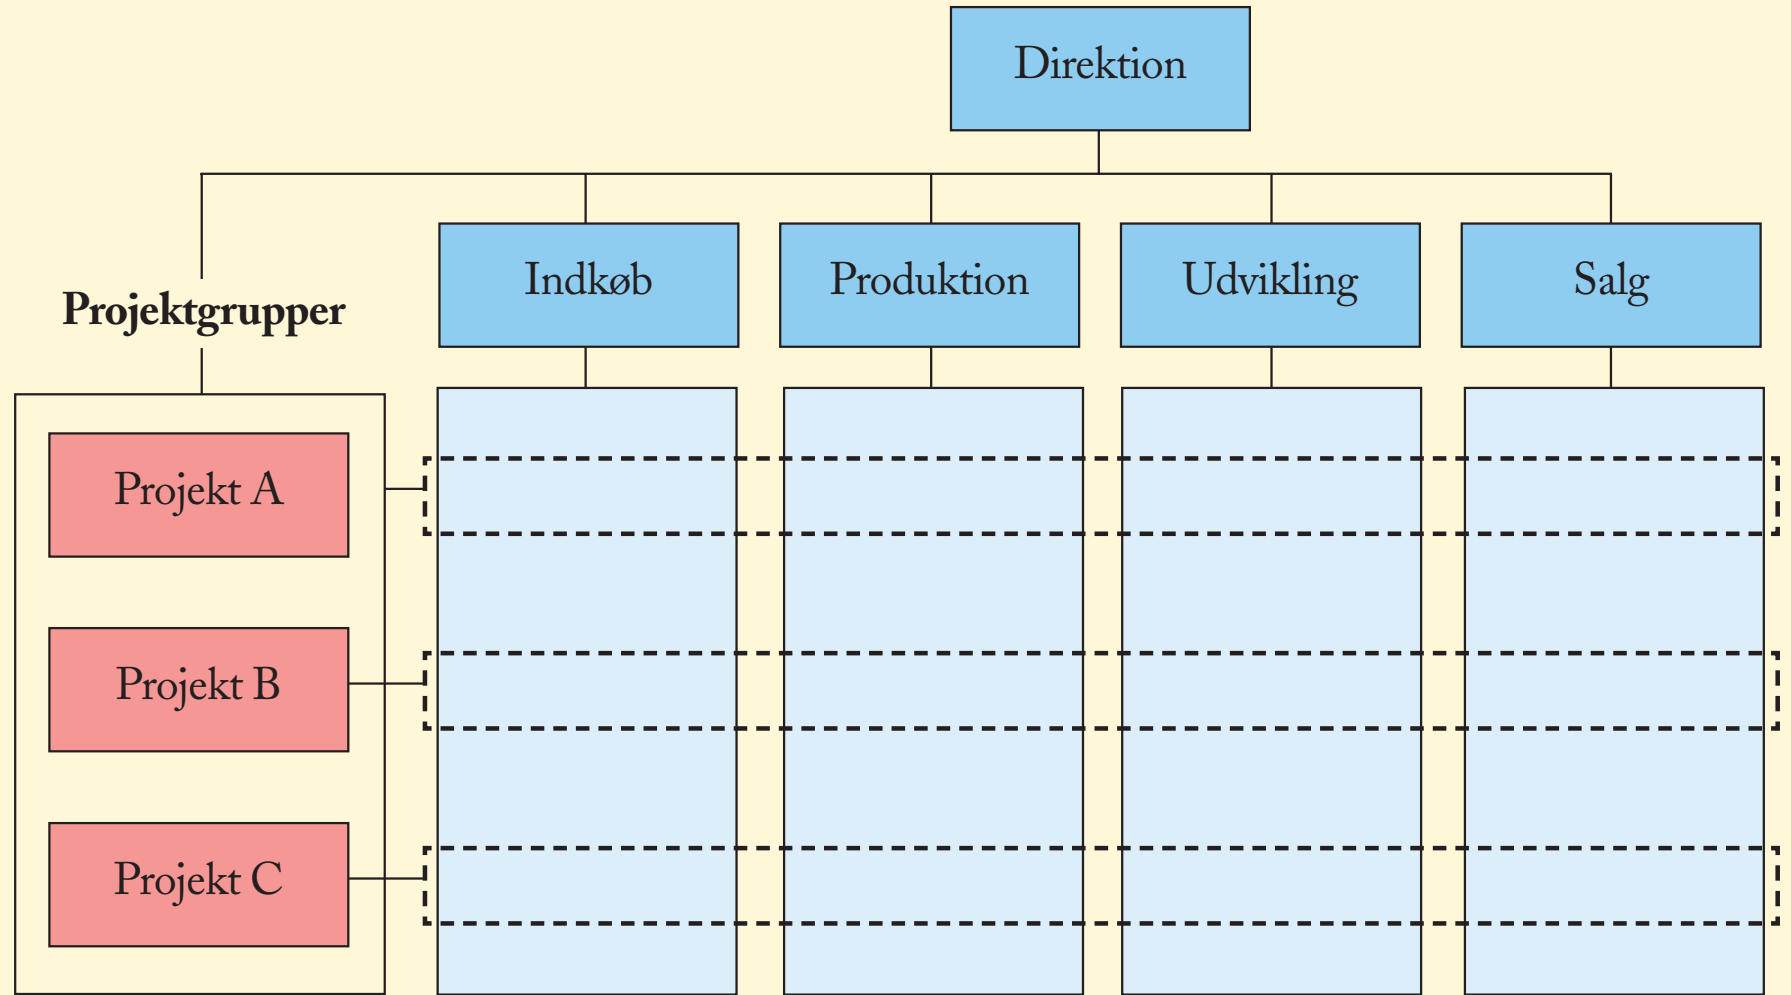 Direktion
Projektgrupper
Indkøb
Produktion
Udvikling
Salg
Projekt A
Projekt B
Projekt C